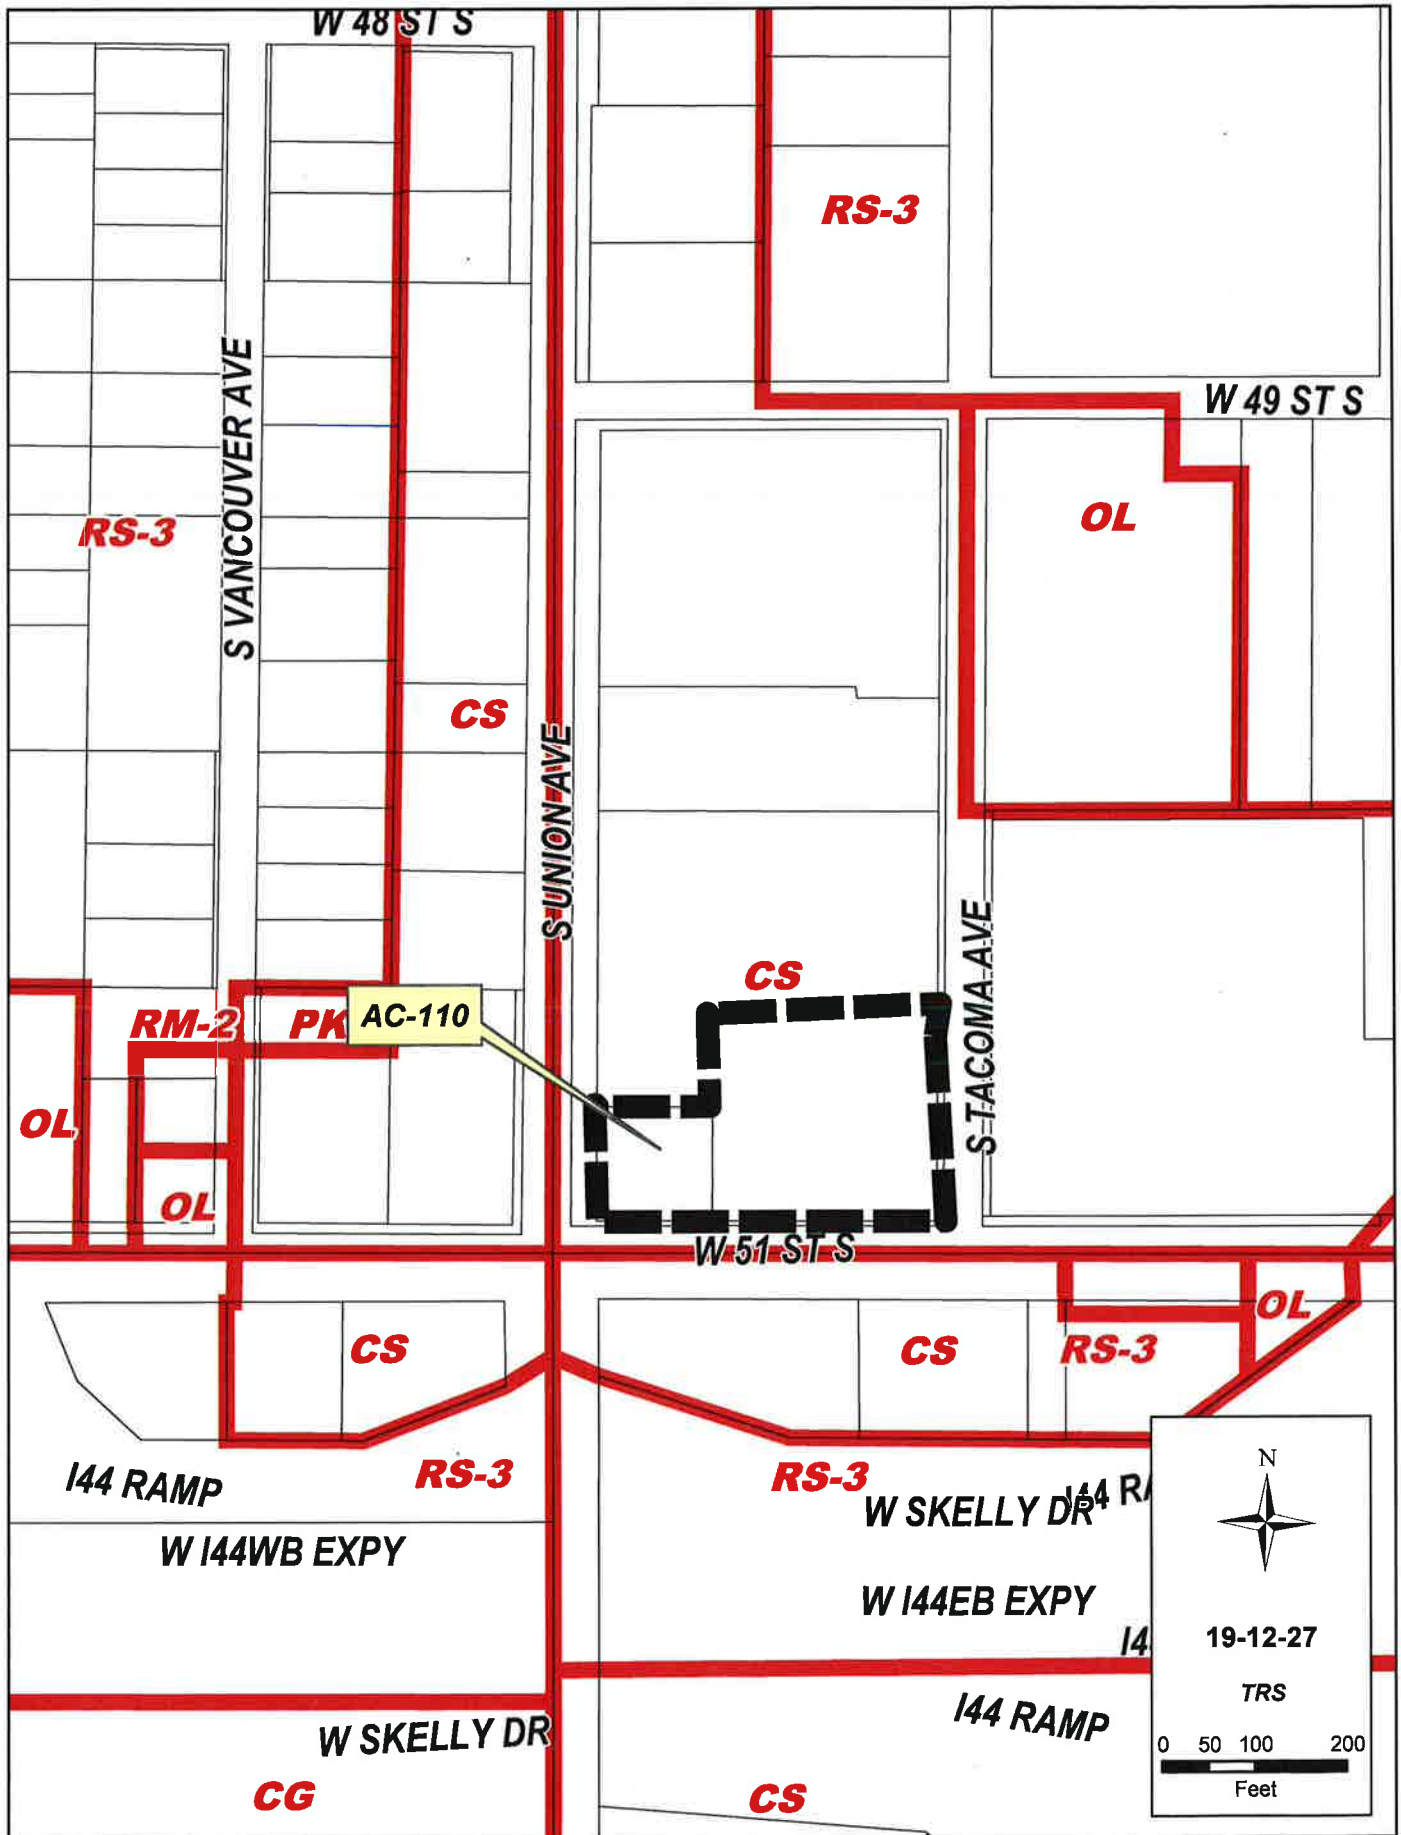 W 48 ST S
RS-3
W 49 ST S
S VANCOUVER AVE
OL
RS-3
CS
S UNION AVE
CS
S TACOMA AVE
RM-2
PK
AC-110
OL
OL
W 51 ST S
OL
CS
CS
RS-3
RS-3
RS-3
I44 RAMP
W SKELLY DR
I44 RA
N
W I44WB EXPY
W I44EB EXPY
I4
19-12-27
TRS
W SKELLY DR
I44 RAMP
0 50 100 200
Feet
CG
CS